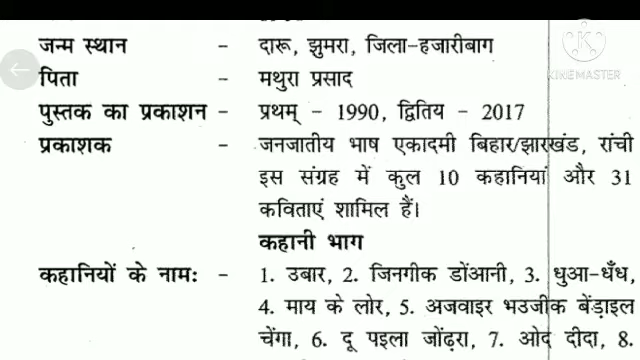 जन्म स्थान - दारू, झुमरा, जिला-हजारीबाग
पिता - मथुरा प्रसाद
पुस्तक का प्रकाशन - प्रथम् - 1990, द्वितिय - 2017
प्रकाशक - जनजातीय भाष एकादमी बिहार/झारखंड, रांची
इस संग्रह में कुल 10 कहानियां और 31
कविताएं शामिल हैं।
कहानी भाग
कहानियों के नामः - 1. उबार, 2. जिनगीक डोंआनी, 3. धुआ-धँध,
4. माय के लोर, 5. अजवाइर भउजीक बेंड़ाइल
चेंगा, 6. दू पइला जोंढ़रा, 7. ओद दीदा, 8.
KINEMASTER